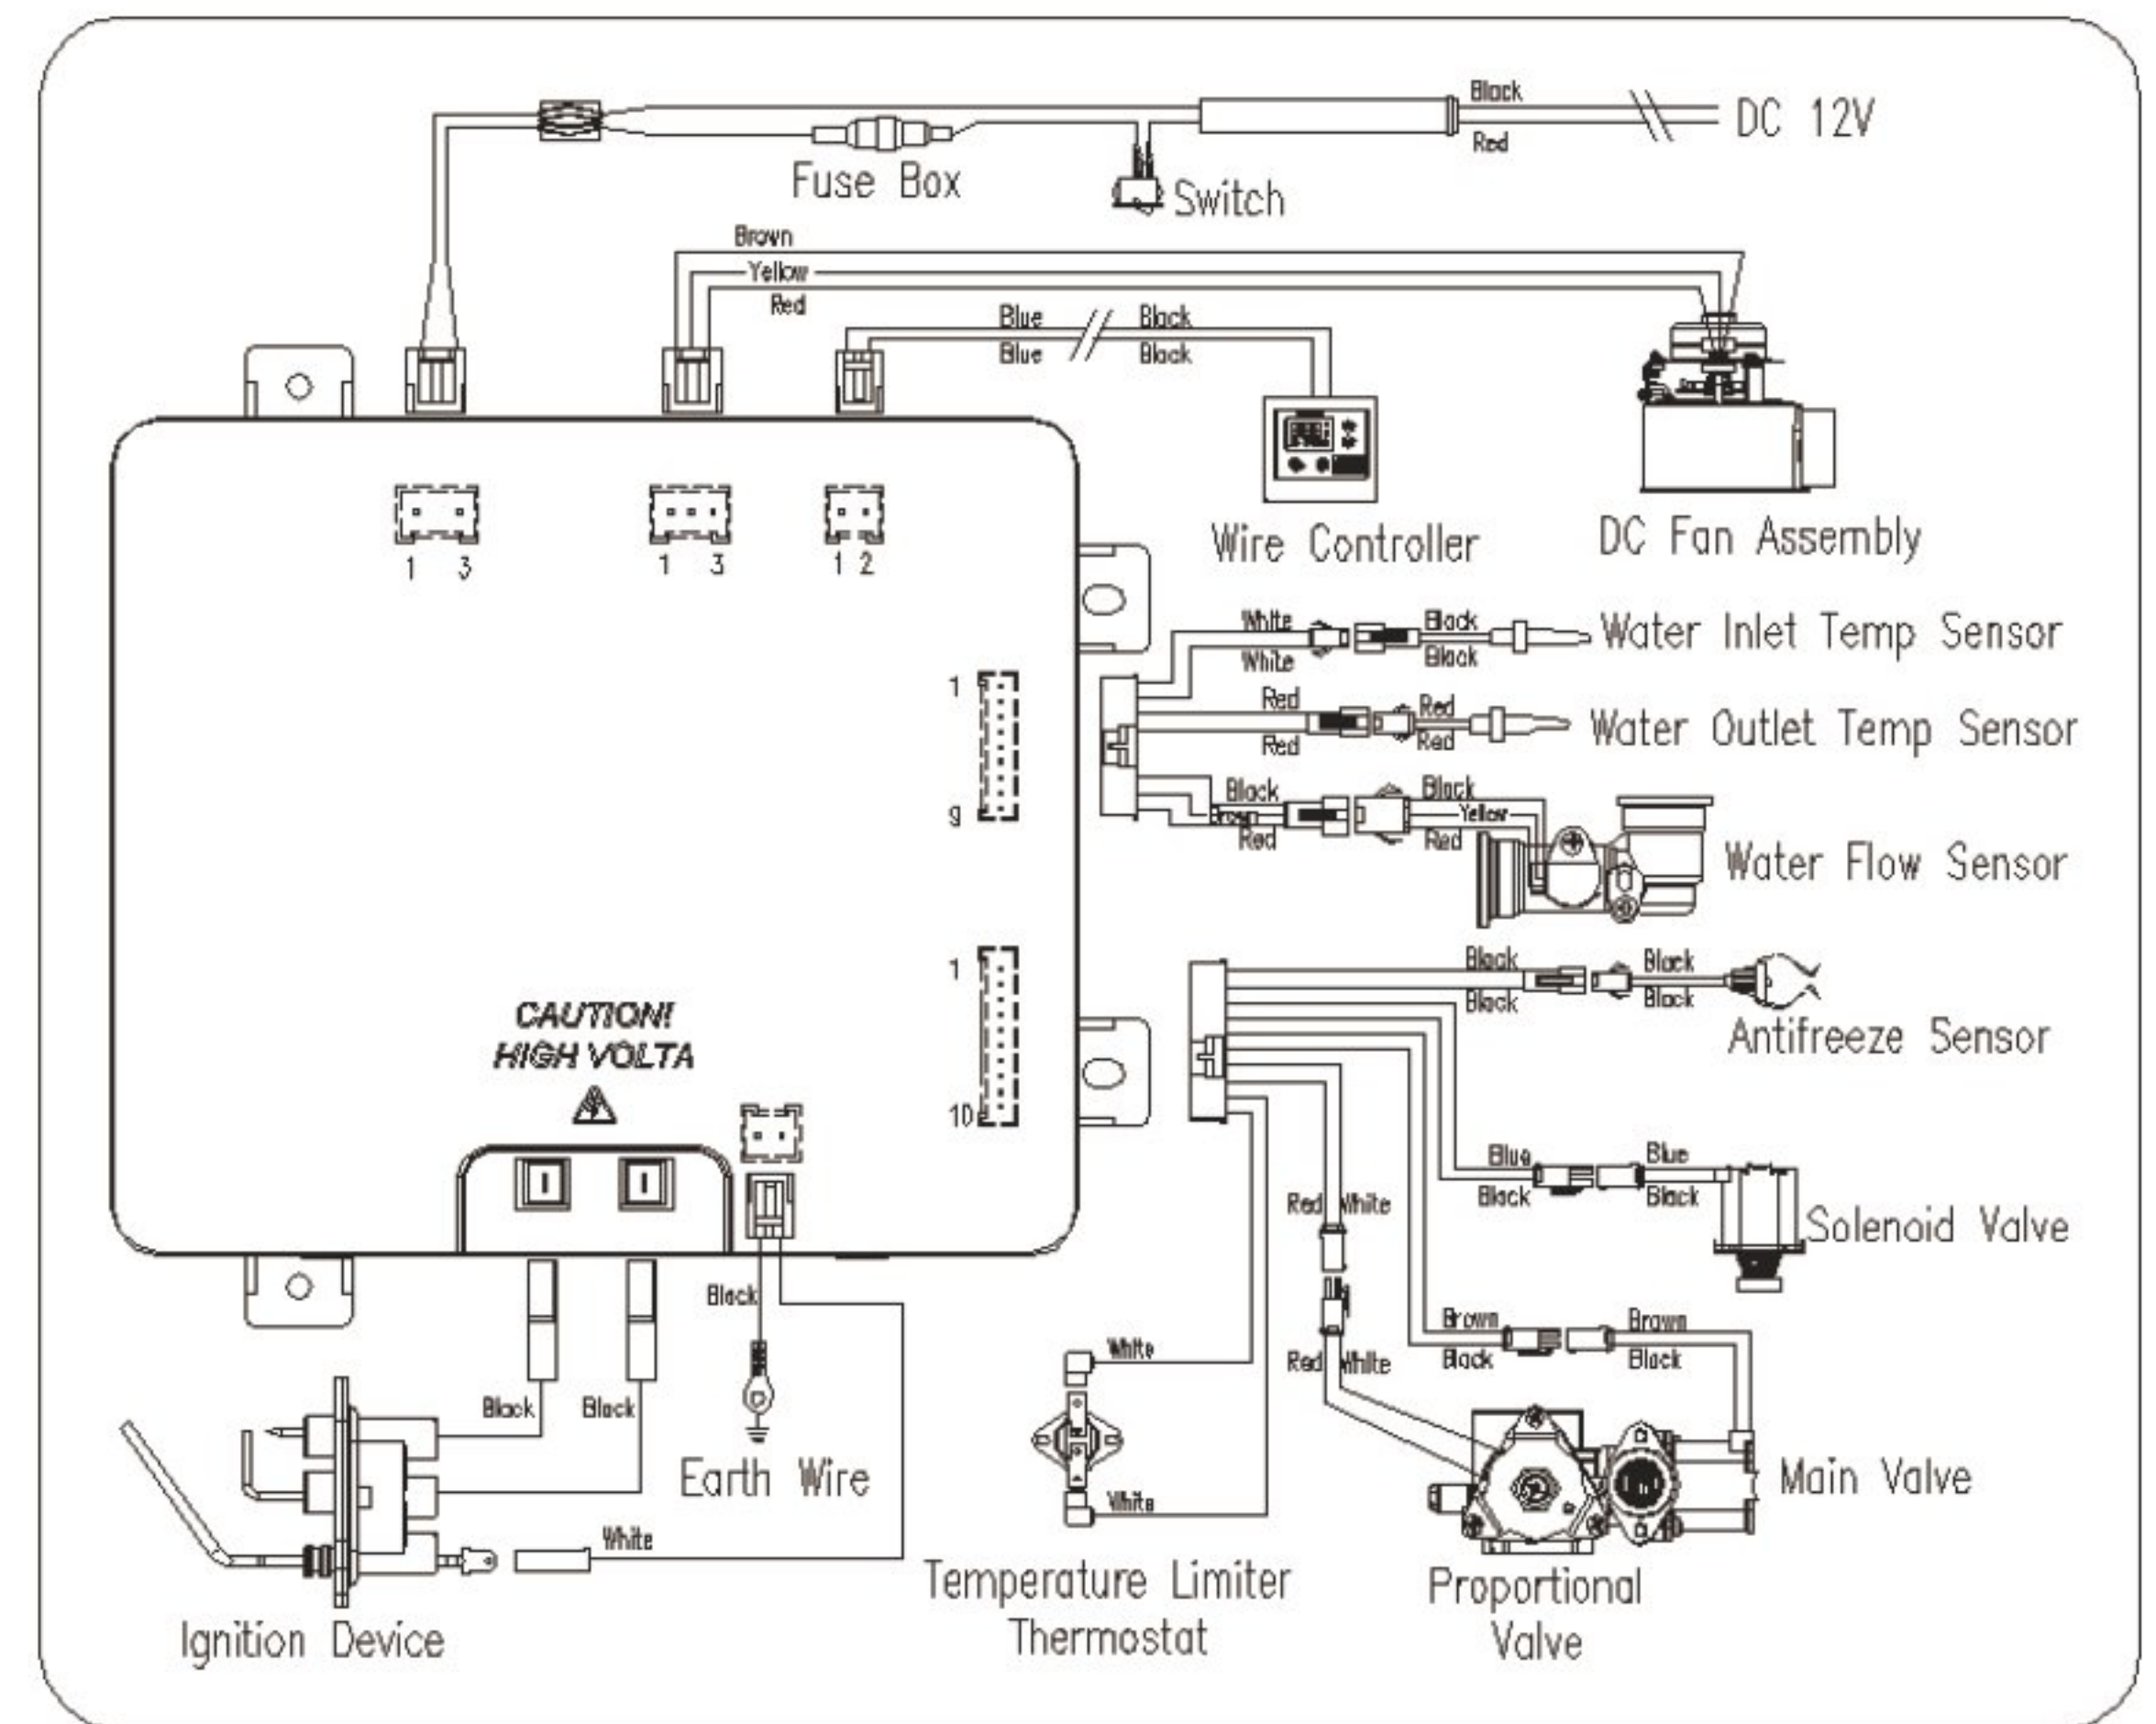 Black
DC 12V
Red
Fuse Box
Switch
Brown
Yellow
Red
Blue
Black
Blue
Black
Wire Controller
DC Fan Assembly
1 3
1 3
1 2
White
Black
Water Inlet Temp Sensor
White
Black
1
Red
Red
Water Outlet Temp Sensor
Red
Red
9
Black
Black
Brown
Yellow
Red
Red
Water Flow Sensor
1
Black
Black
Black
Black
Antifreeze Sensor
10
CAUTION!
HIGH VOLTA
Blue
Blue
Black
Black
Solenoid Valve
Red
White
Brown
Brown
Black
Black
Red
White
Main Valve
Proportional
Valve
White
White
Temperature Limiter
Thermostat
Black
Earth Wire
Black
Black
White
Ignition Device